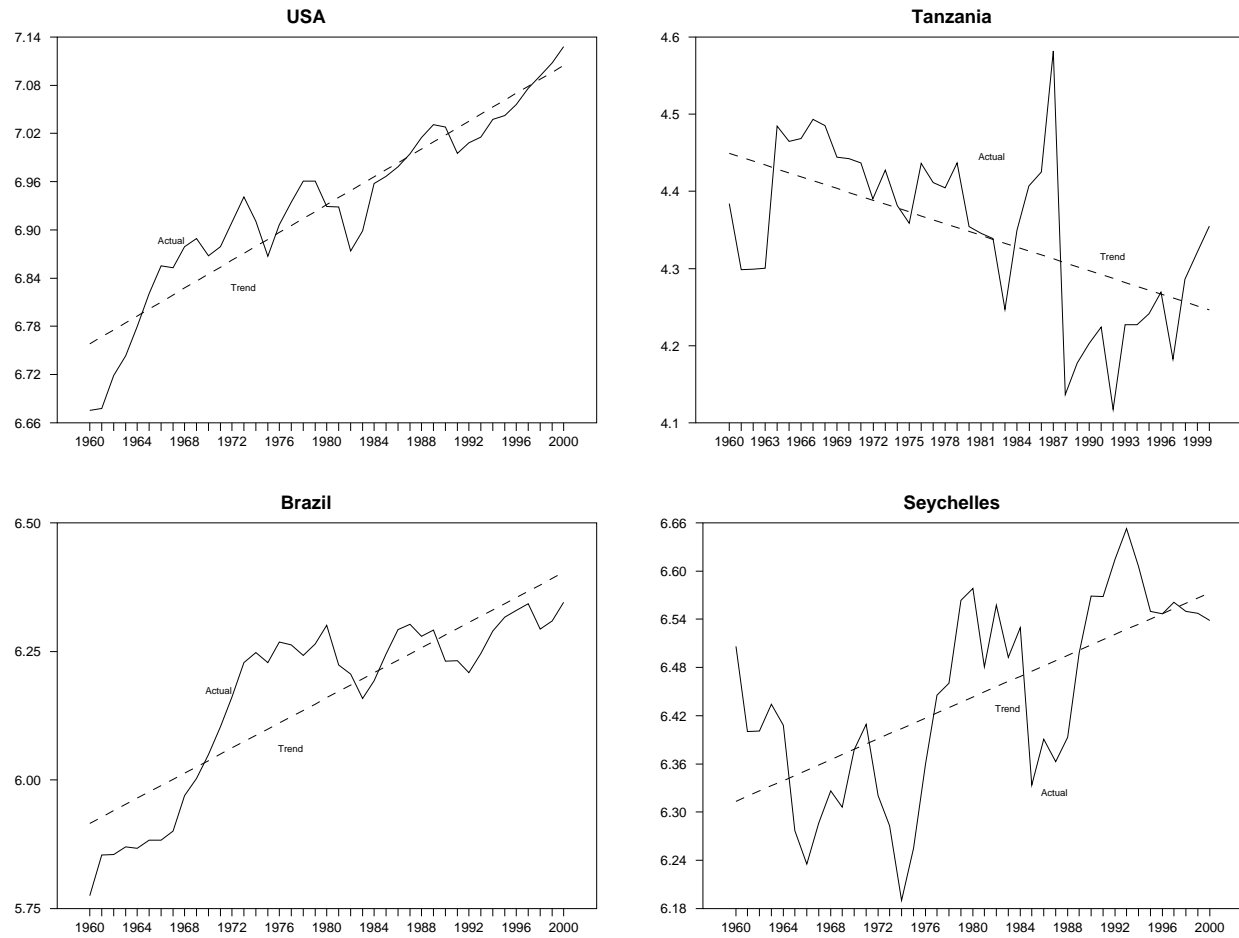 USA
7.14
7.08
7.02
6.96
6.90
6.84
6.78
6.72
6.66
Actual
Trend
1960 1964 1968 1972 1976 1980 1984 1988 1992 1996 2000
Tanzania
4.6
4.5
4.4
4.3
4.2
4.1
Actual
Trend
1960 1963 1966 1969 1972 1975 1978 1981 1984 1987 1990 1993 1996 1999
Brazil
6.50
6.25
6.00
5.75
Actual
Trend
1960 1964 1968 1972 1976 1980 1984 1988 1992 1996 2000
Seychelles
6.66
6.60
6.54
6.48
6.42
6.36
6.30
6.24
6.18
Trend
Actual
1960 1964 1968 1972 1976 1980 1984 1988 1992 1996 2000